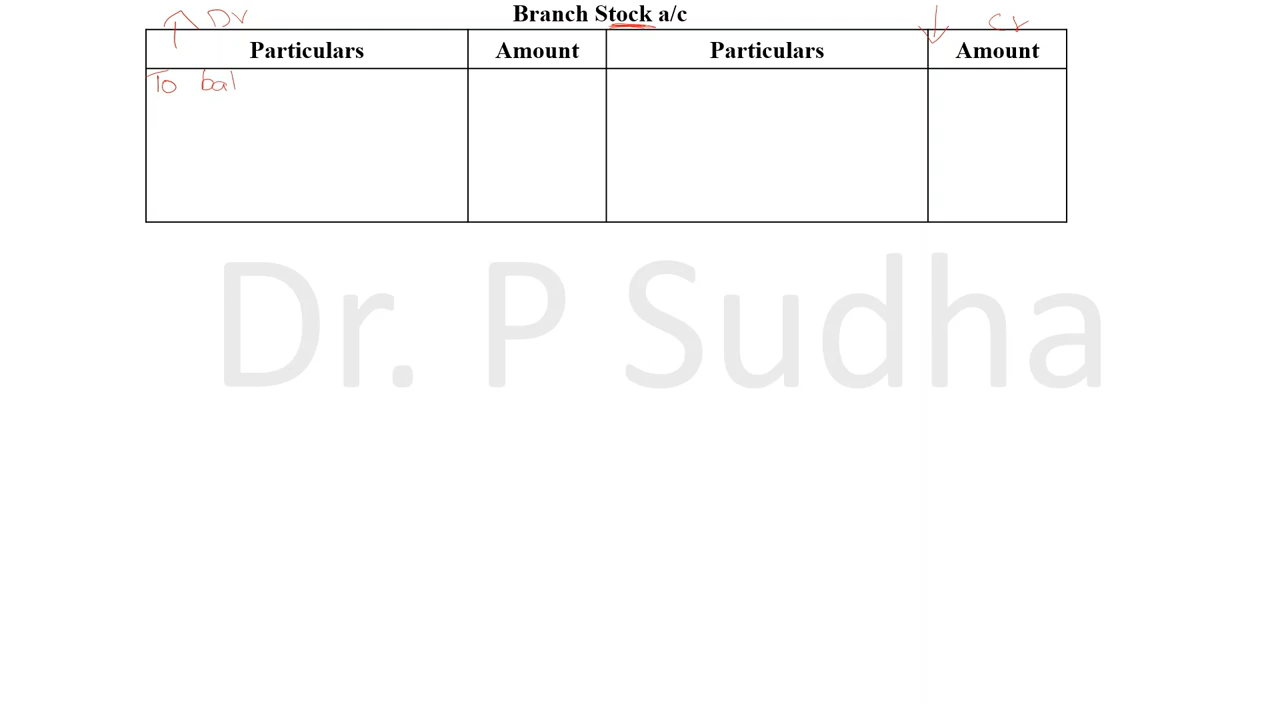 Branch Stock a/c
Dr Cr
Particulars Amount Particulars Amount
To bal
Dr. P Sudha